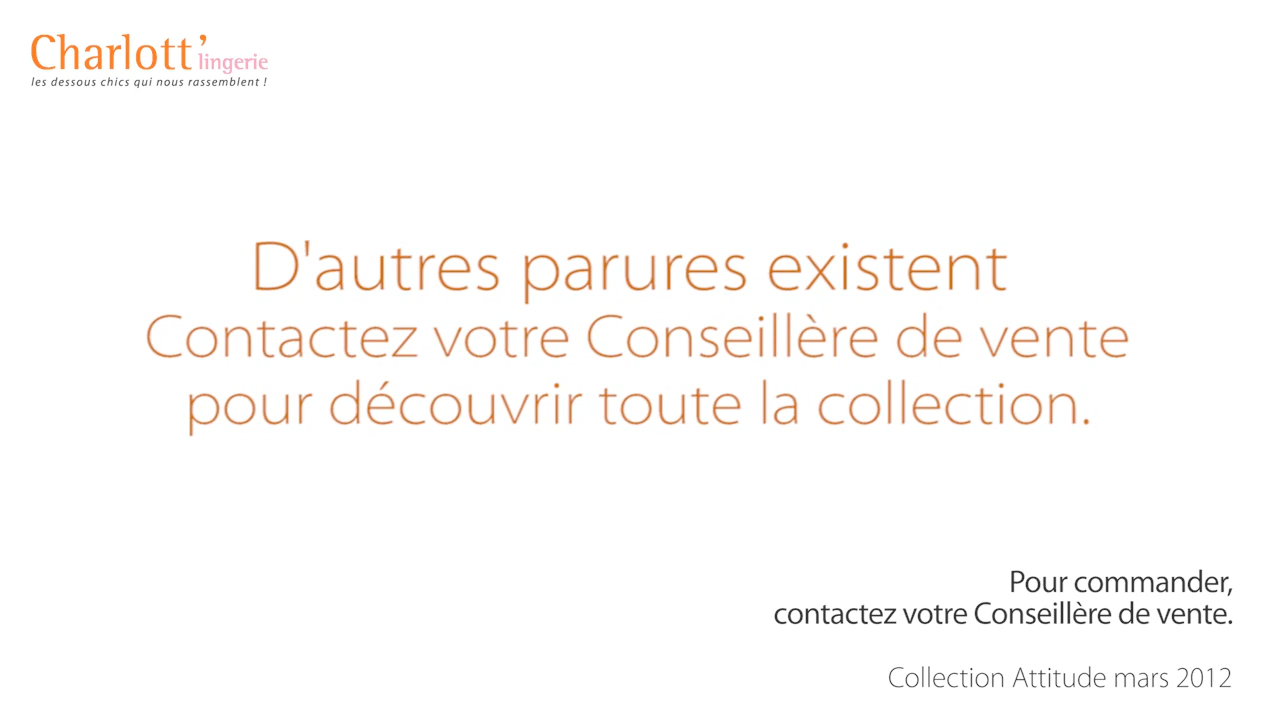 Charlott' lingerie
les dessous chics qui nous rassemblent !
D'autres parures existent
Contactez votre Conseillère de vente
pour découvrir toute la collection.
Pour commander,
contactez votre Conseillère de vente.
Collection Attitude mars 2012